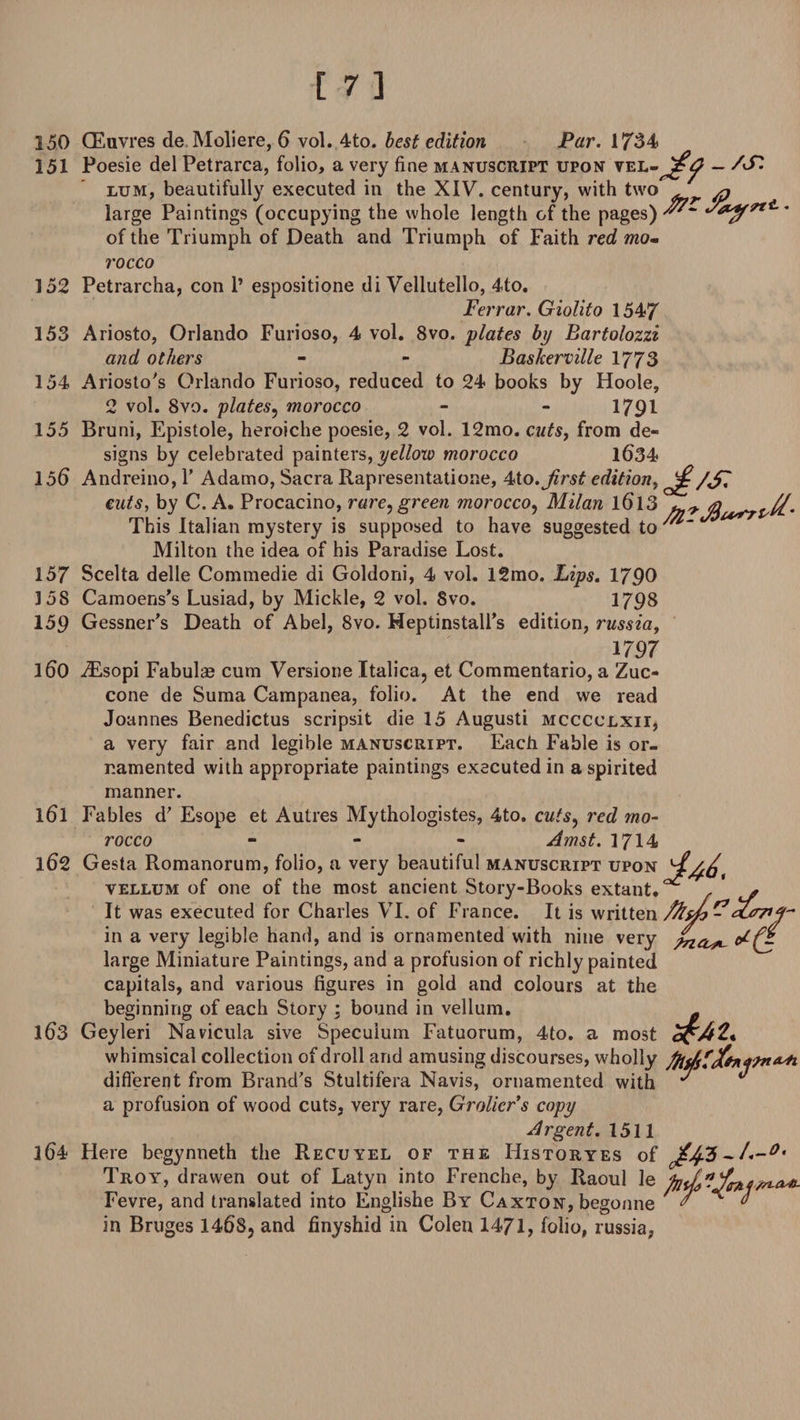 [ 7 ]
150 Œuvres de. Moliere, 6 vol. 4to. best edition - Par. 1734
151 Poesie del Petrarca, folio, a very fine MANUSCRIPT UPON VEL- £9 - 15:
LUM, beautifully executed in the XIV. century, with two
large Paintings (occupying the whole length of the pages) Mr Payne.
of the Triumph of Death and Triumph of Faith red mo-
rocco
152 Petrarcha, con l' espositione di Vellutello, 4to.
Ferrar. Giolito 1547
153 Ariosto, Orlando Furioso, 4 vol. 8vo. plates by Bartolozzi
and others - - Baskerville 1773
154 Ariosto's Orlando Furioso, reduced to 24 books by Hoole,
2 vol. 8vo. plates, morocco - - 1791
155 Bruni, Epistole, heroiche poesie, 2 vol. 12mo. cuts, from de-
signs by celebrated painters, yellow morocco 1634
156 Andreino, l' Adamo, Sacra Rapresentatione, 4to. first edition, £ 15.
cuts, by C. A. Procacino, rare, green morocco, Milan 1613
This Italian mystery is supposed to have suggested to Mr Burrell.
Milton the idea of his Paradise Lost.
157 Scelta delle Commedie di Goldoni, 4 vol. 12mo. Lips. 1790
158 Camoens's Lusiad, by Mickle, 2 vol. 8vo. 1798
159 Gessner's Death of Abel, 8vo. Heptinstall's edition, russia,
1797
160 Æsopi Fabulæ cum Versione Italica, et Commentario, a Zuc-
cone de Suma Campanea, folio. At the end we read
Joannes Benedictus scripsit die 15 Augusti MCCCCLXII,
a very fair and legible MANUSCRIPT. Each Fable is or-
namented with appropriate paintings executed in a spirited
manner.
161 Fables d' Esope et Autres Mythologistes, 4to. cuts, red mo-
rocco - - - Amst. 1714
162 Gesta Romanorum, folio, a very beautiful MANUSCRIPT UPON £46,
VELLUM of one of the most ancient Story-Books extant.
It was executed for Charles VI. of France. It is written Long-
in a very legible hand, and is ornamented with nine very man
large Miniature Paintings, and a profusion of richly painted
capitals, and various figures in gold and colours at the
beginning of each Story ; bound in vellum.
163 Geyleri Navicula sive Speculum Fatuorum, 4to. a most £42.
whimsical collection of droll and amusing discourses, wholly Longman
different from Brand's Stultifera Navis, ornamented with
a profusion of wood cuts, very rare, Grolier's copy
Argent. 1511
164 Here begynneth the RECUYEL OF THE HISTORYES of £43-1.-0.
TROY, drawen out of Latyn into Frenche, by Raoul le Longman
Fevre, and translated into Englishe BY CAXTON, begonne
in Bruges 1468, and finyshid in Colen 1471, folio, russia,